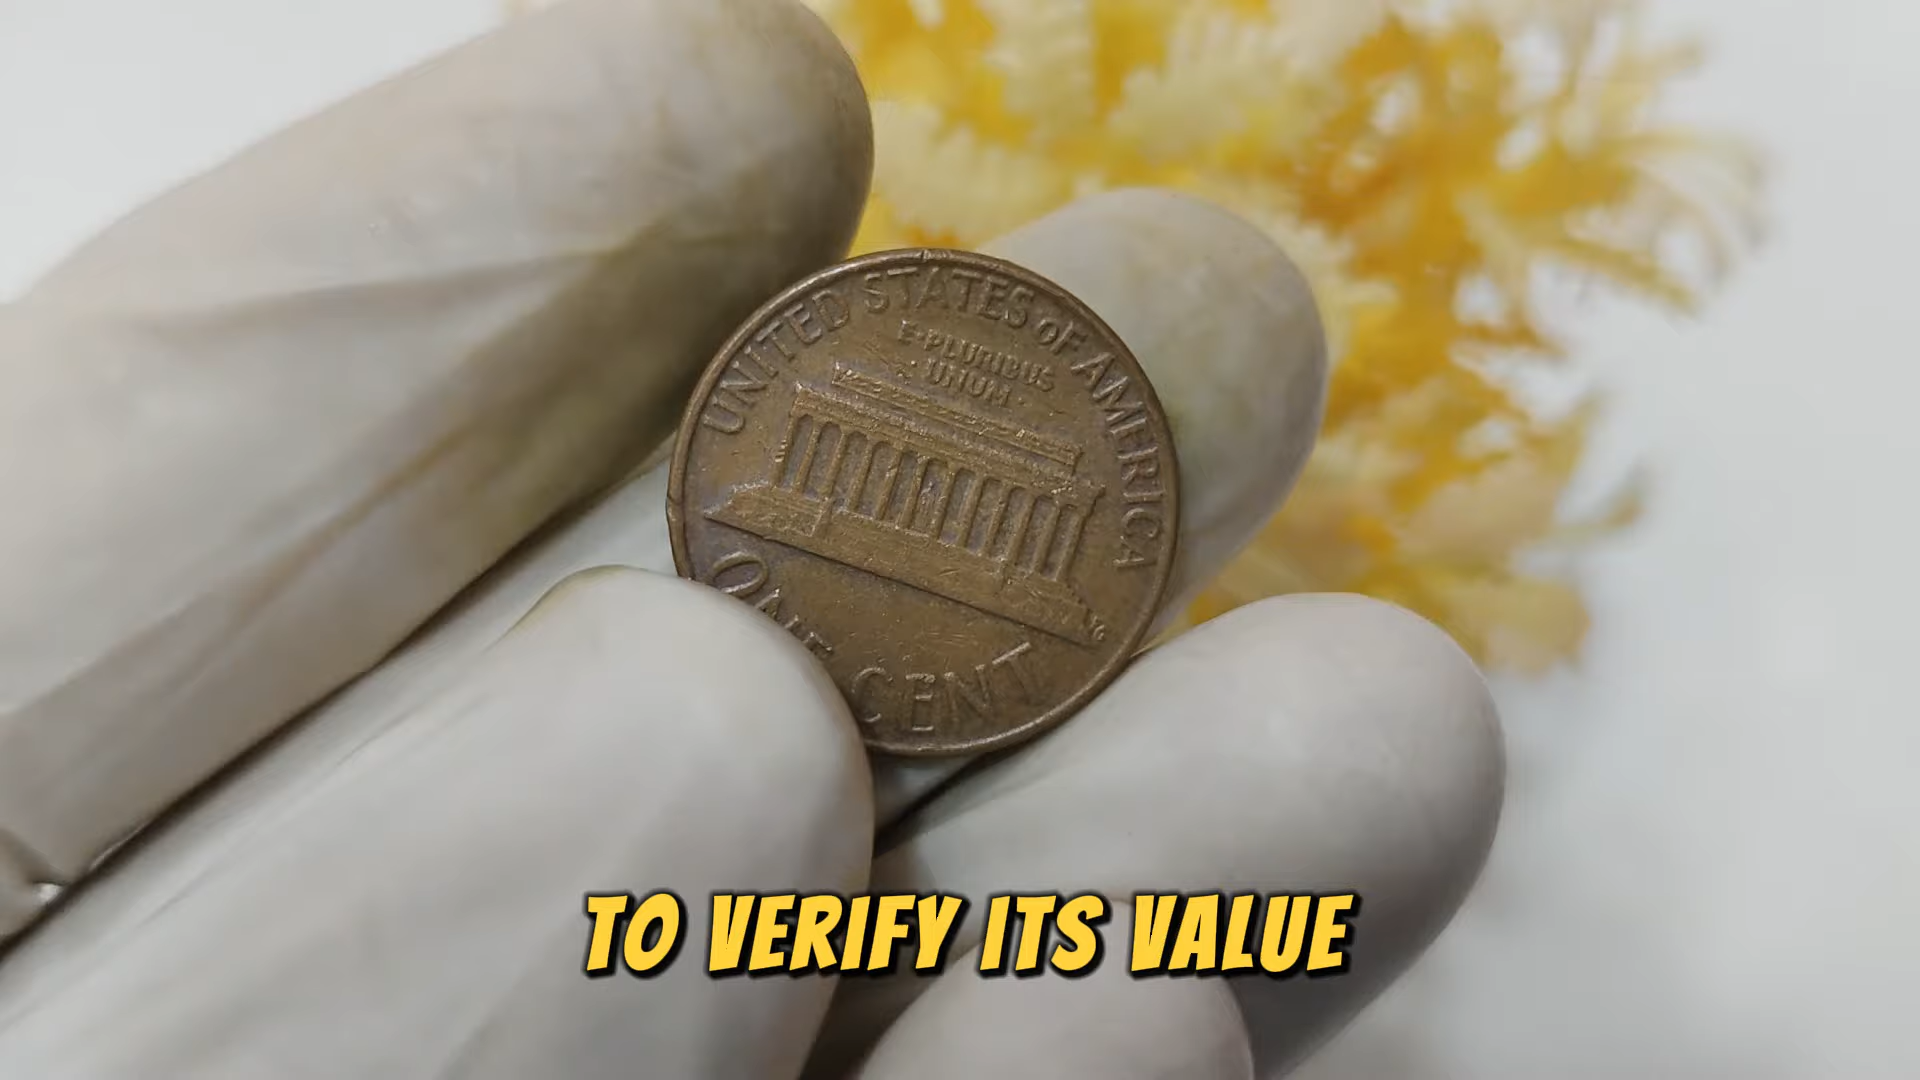 UNITED STATES OF AMERICA
E·PLURIBUS
UNUM
ONE CENT
TO VERIFY ITS VALUE